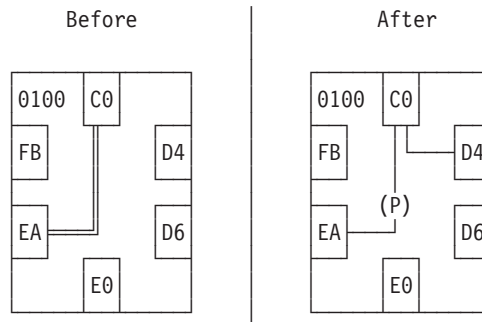 Before After
0100 C0 0100 C0
FB D4 FB D4
(P)
EA D6 EA D6
E0 E0